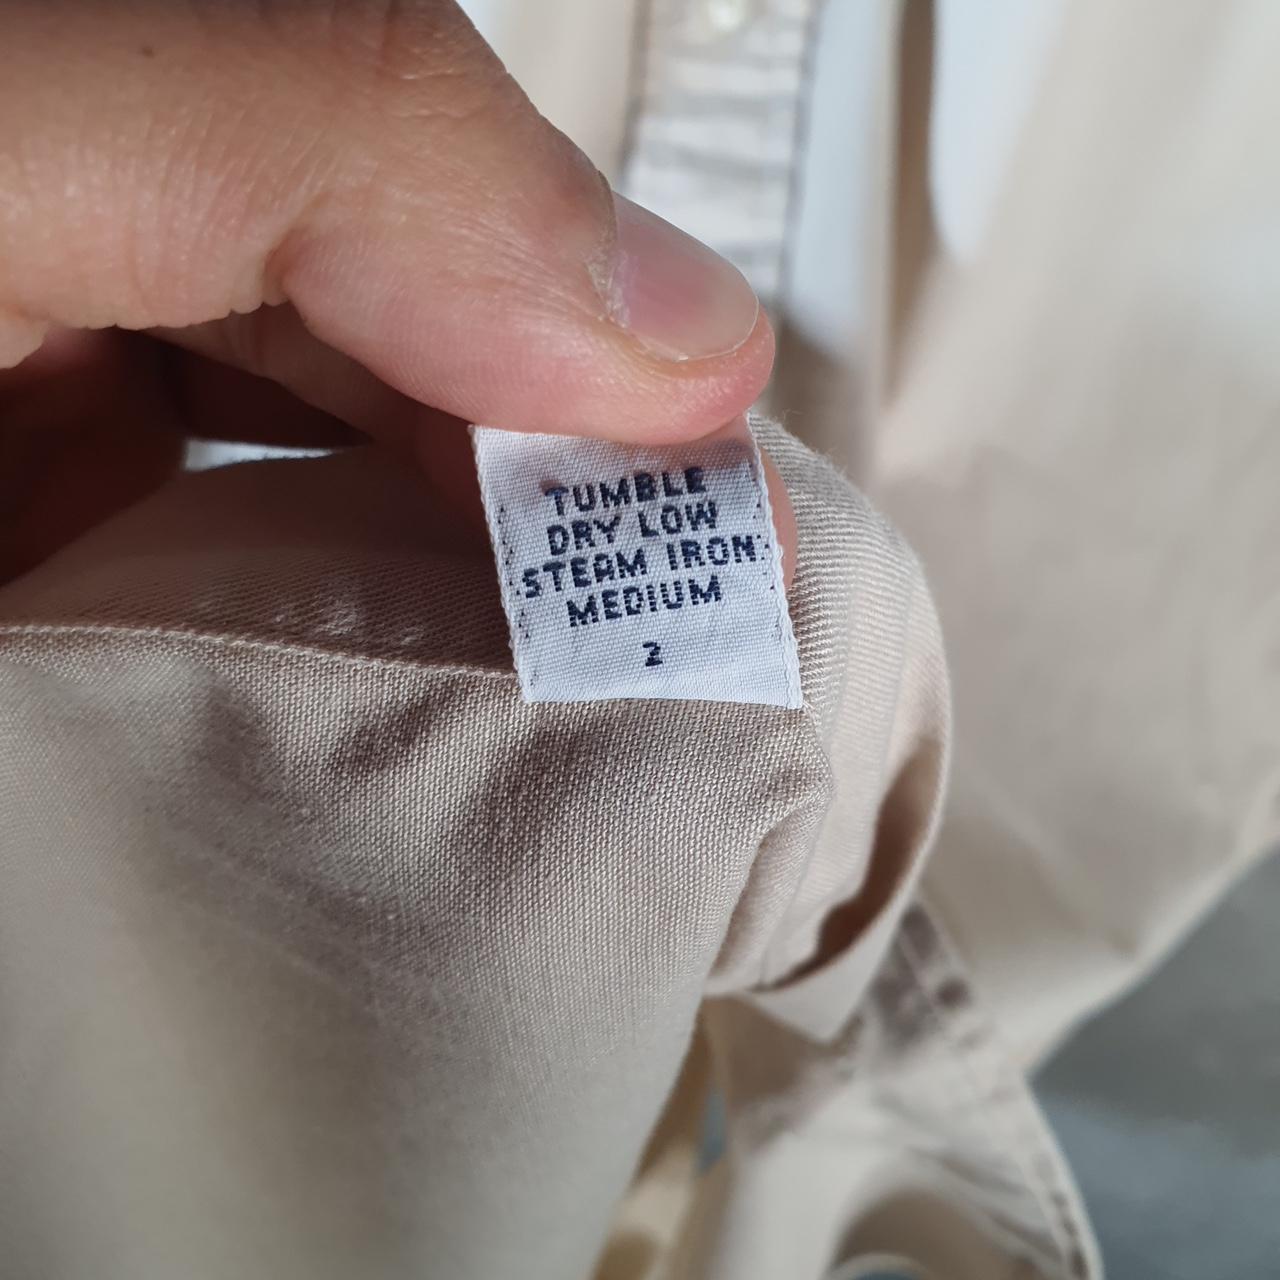 TUMBLE
DRY LOW
STEAM IRON
MEDIUM
2